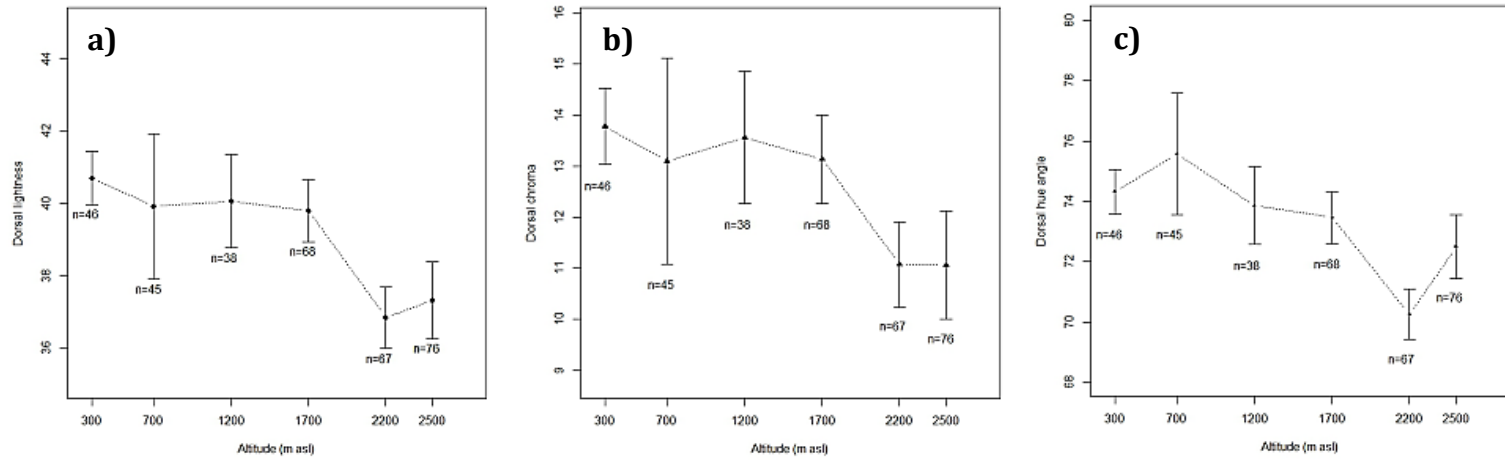 a)
Dorsal lightness
44
42
40
38
36
n=46
n=45
n=38
n=68
n=67
n=76
300 700 1200 1700 2200 2500
Altitude (m asl)
b)
Dorsal chroma
16
15
14
13
12
11
10
9
n=46
n=45
n=38
n=68
n=67
n=76
300 700 1200 1700 2200 2500
Altitude (m asl)
c)
Dorsal hue angle
80
78
76
74
72
70
68
n=46
n=45
n=38
n=68
n=67
n=76
300 700 1200 1700 2200 2500
Altitude (m asl)